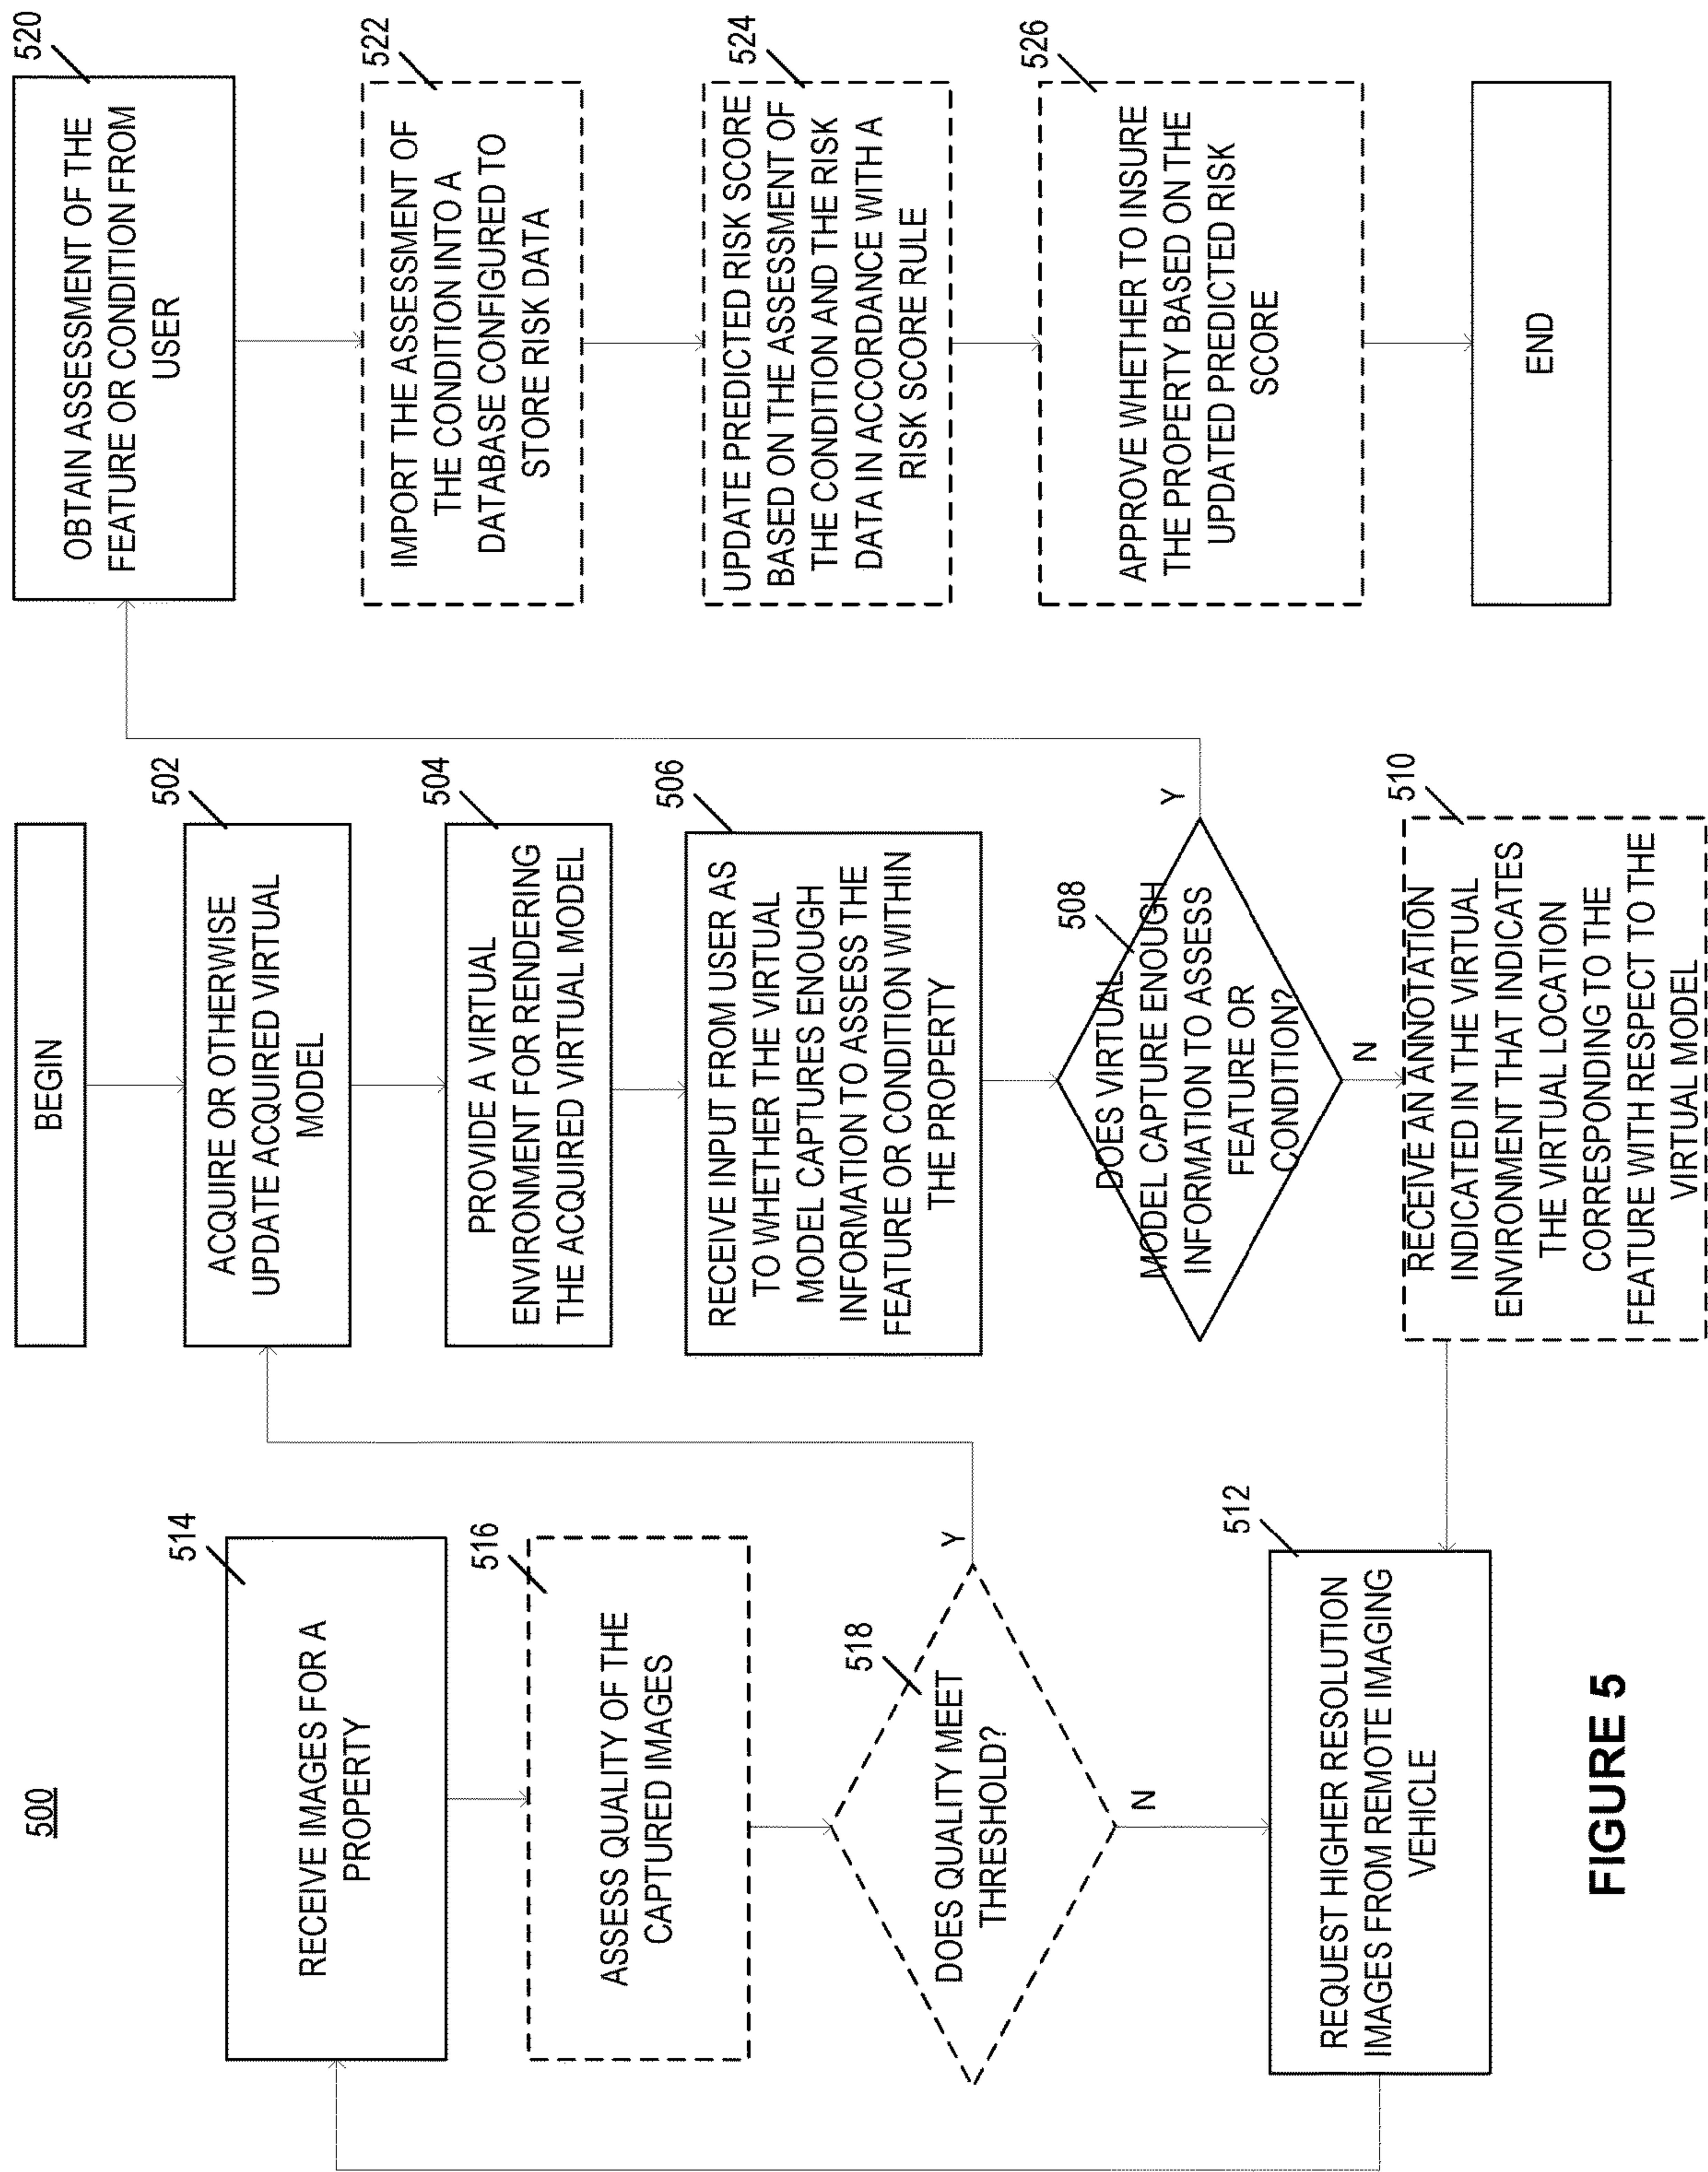 500
514
RECEIVE IMAGES FOR A
PROPERTY
516
ASSESS QUALITY OF THE
CAPTURED IMAGES
518
DOES QUALITY MEET
THRESHOLD?
Y
N
512
REQUEST HIGHER RESOLUTION
IMAGES FROM REMOTE IMAGING
VEHICLE
BEGIN
502
ACQUIRE OR OTHERWISE
UPDATE ACQUIRED VIRTUAL
MODEL
504
PROVIDE A VIRTUAL
ENVIRONMENT FOR RENDERING
THE ACQUIRED VIRTUAL MODEL
506
RECEIVE INPUT FROM USER AS
TO WHETHER THE VIRTUAL
MODEL CAPTURES ENOUGH
INFORMATION TO ASSESS THE
FEATURE OR CONDITION WITHIN
THE PROPERTY
508
DOES VIRTUAL
MODEL CAPTURE ENOUGH
INFORMATION TO ASSESS
FEATURE OR
CONDITION?
Y
N
510
RECEIVE AN ANNOTATION
INDICATED IN THE VIRTUAL
ENVIRONMENT THAT INDICATES
THE VIRTUAL LOCATION
CORRESPONDING TO THE
FEATURE WITH RESPECT TO THE
VIRTUAL MODEL
520
OBTAIN ASSESSMENT OF THE
FEATURE OR CONDITION FROM
USER
522
IMPORT THE ASSESSMENT OF
THE CONDITION INTO A
DATABASE CONFIGURED TO
STORE RISK DATA
524
UPDATE PREDICTED RISK SCORE
BASED ON THE ASSESSMENT OF
THE CONDITION AND THE RISK
DATA IN ACCORDANCE WITH A
RISK SCORE RULE
526
APPROVE WHETHER TO INSURE
THE PROPERTY BASED ON THE
UPDATED PREDICTED RISK
SCORE
END
FIGURE 5